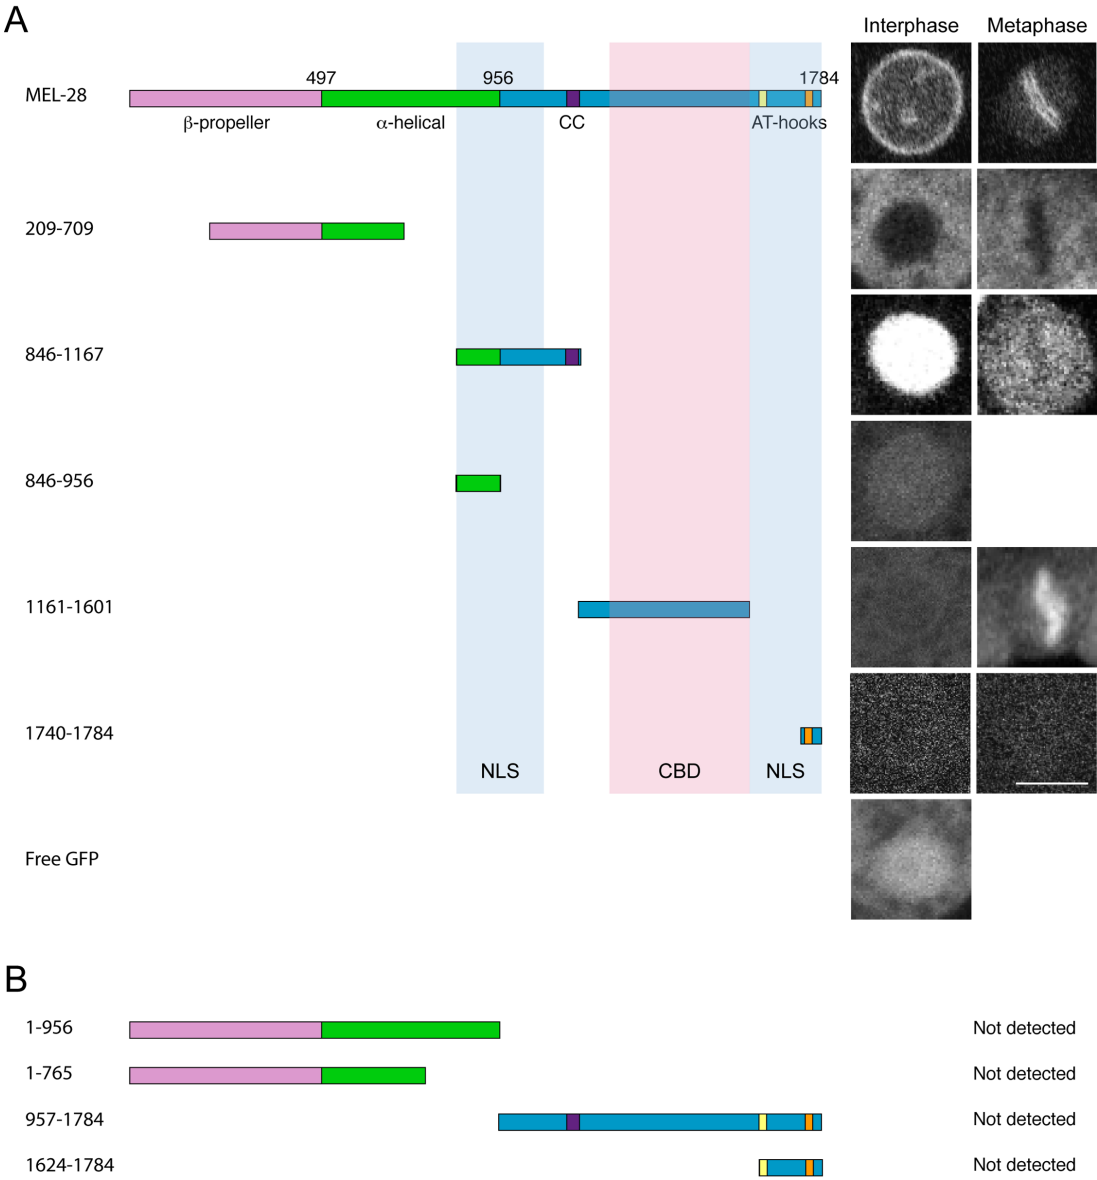 A
Interphase Metaphase
497 956 1784
MEL-28
β-propeller α-helical CC AT-hooks
209-709
846-1167
846-956
1161-1601
1740-1784
NLS CBD NLS
Free GFP
B
1-956 Not detected
1-765 Not detected
957-1784 Not detected
1624-1784 Not detected